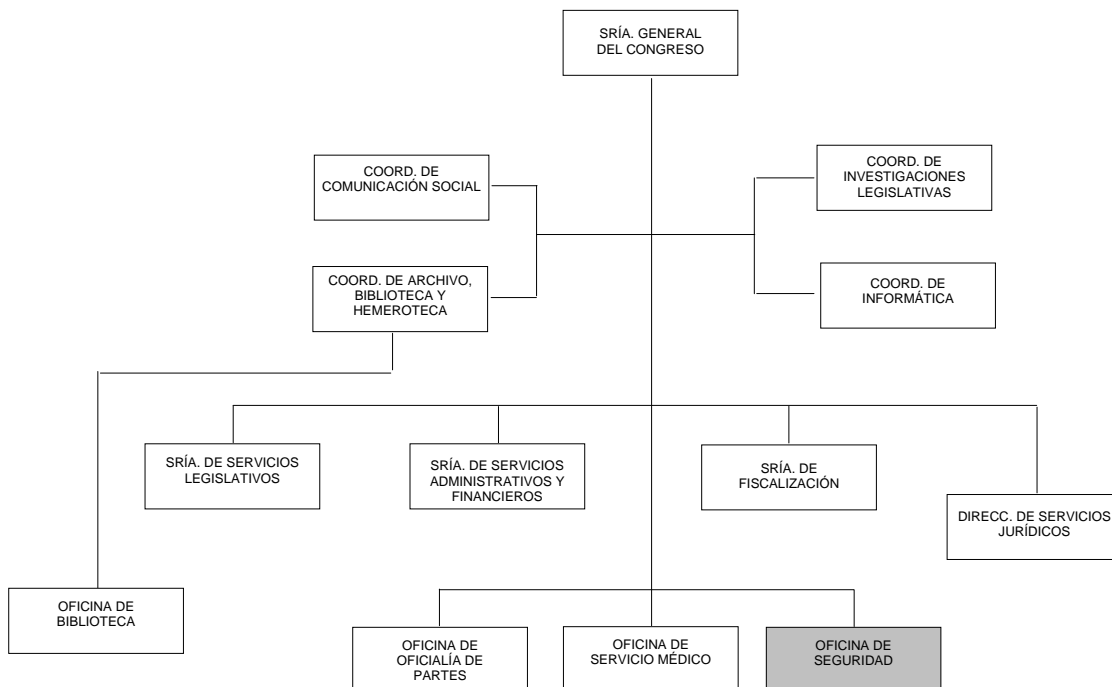 SRÍA. GENERAL
DEL CONGRESO
COORD. DE
COMUNICACIÓN SOCIAL
COORD. DE
INVESTIGACIONES
LEGISLATIVAS
COORD. DE ARCHIVO,
BIBLIOTECA Y
HEMEROTECA
COORD. DE
INFORMÁTICA
SRÍA. DE SERVICIOS
LEGISLATIVOS
SRÍA. DE SERVICIOS
ADMINISTRATIVOS Y
FINANCIEROS
SRÍA. DE
FISCALIZACIÓN
DIRECC. DE SERVICIOS
JURÍDICOS
OFICINA DE
BIBLIOTECA
OFICINA DE
OFICIALÍA DE
PARTES
OFICINA DE
SERVICIO MÉDICO
OFICINA DE
SEGURIDAD